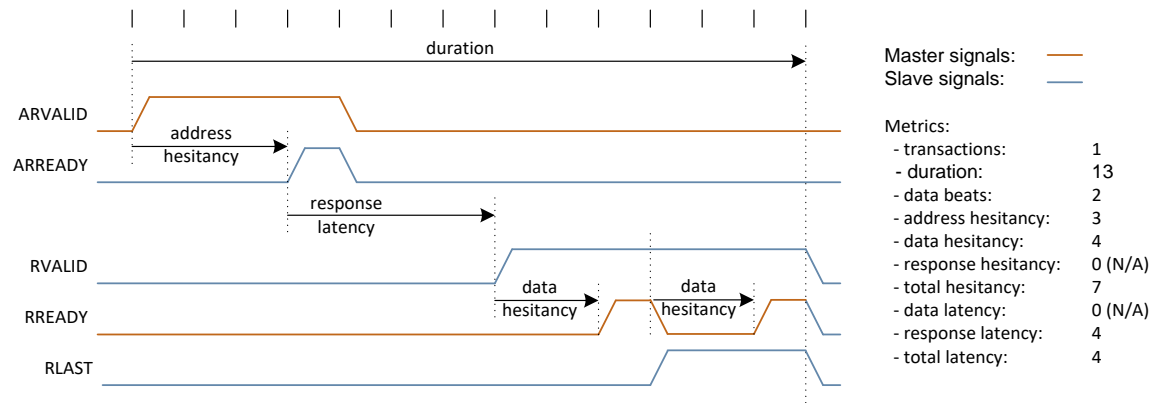 duration
Master signals:
Slave signals:
ARVALID
address
hesitancy
ARREADY
response
latency
RVALID
data
hesitancy
data
hesitancy
RREADY
RLAST
Metrics:
- transactions: 1
- duration: 13
- data beats: 2
- address hesitancy: 3
- data hesitancy: 4
- response hesitancy: 0 (N/A)
- total hesitancy: 7
- data latency: 0 (N/A)
- response latency: 4
- total latency: 4